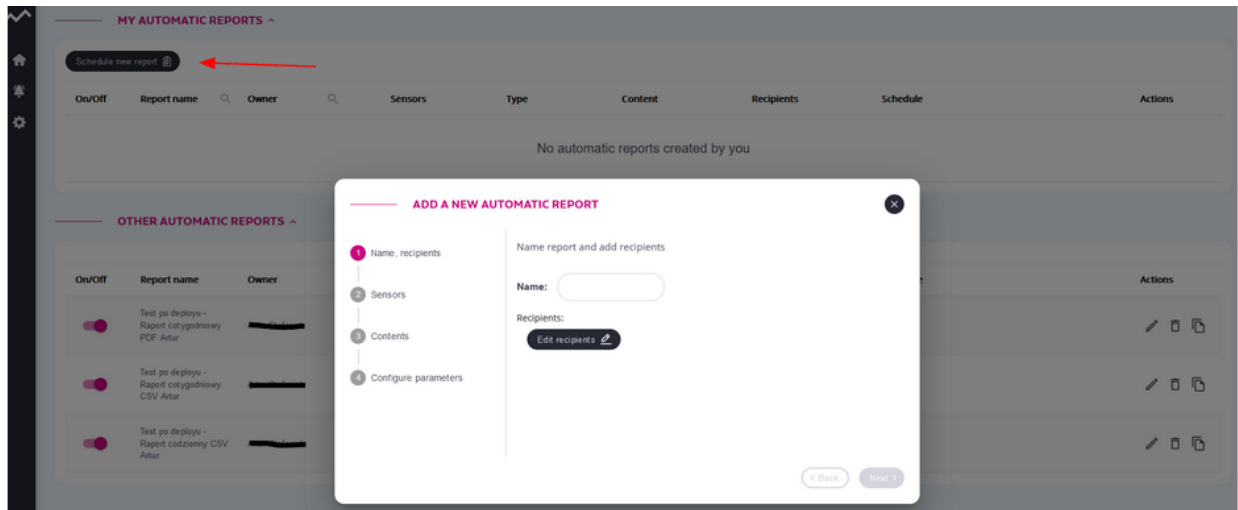 MY AUTOMATIC REPORTS
Schedule new report
On/Off Report name Owner Sensors Type Content Recipients Schedule Actions
No automatic reports created by you
OTHER AUTOMATIC REPORTS
On/Off Report name Owner Actions
Test po deployu -
Raport cotygodniowy
PDF Artur
Test po deployu -
Raport cotygodniowy
CSV Artur
Test po deployu -
Raport codzienny CSV
Artur
ADD A NEW AUTOMATIC REPORT
1 Name, recipients
2 Sensors
3 Contents
4 Configure parameters
Name report and add recipients
Name:
Recipients:
Edit recipients
< Back Next >